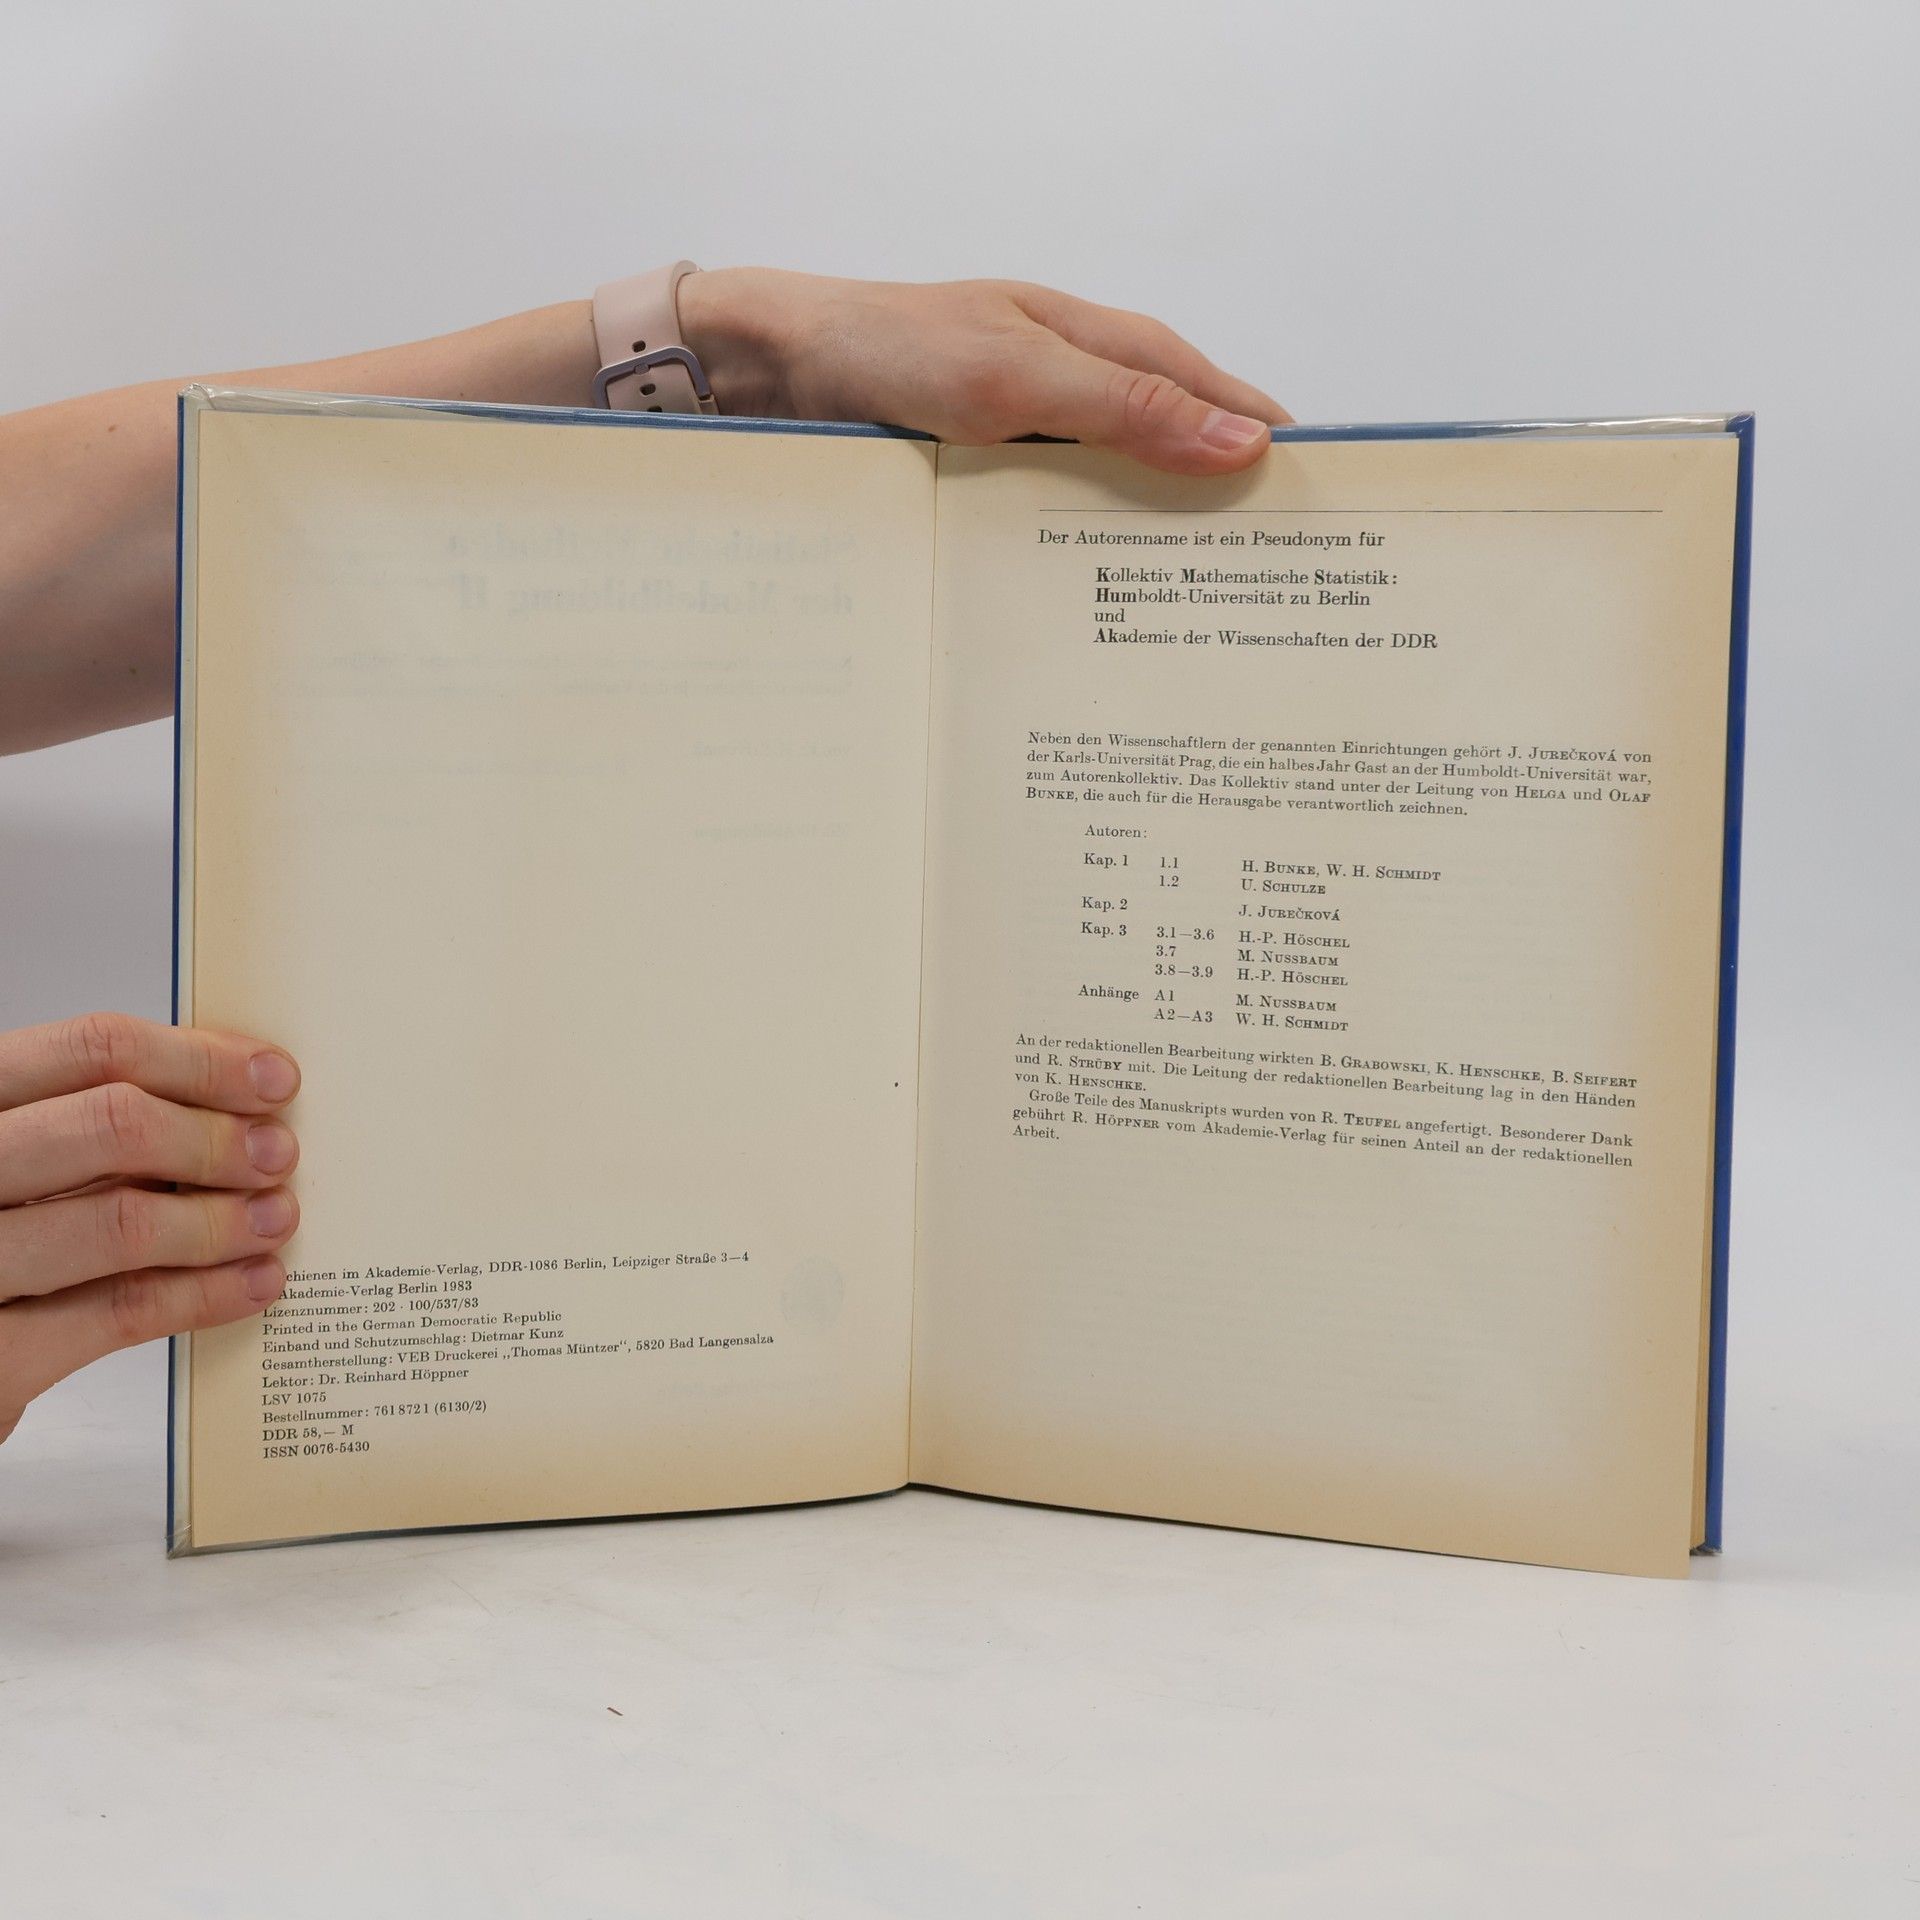 chienen im Akademie-Verlag, DDR-1086 Berlin, Leipziger Straße 3—4
Akademie-Verlag Berlin 1983
Lizenznummer: 202 · 100/537/83
Printed in the German Democratic Republic
Einband und Schutzumschlag: Dietmar Kunz
Gesamtherstellung: VEB Druckerei „Thomas Müntzer“, 5820 Bad Langensalza
Lektor: Dr. Reinhard Höppner
LSV 1075
Bestellnummer: 761 872 1 (6130/2)
DDR 58,— M
ISSN 0076-5430
Der Autorenname ist ein Pseudonym für
Kollektiv Mathematische Statistik:
Humboldt-Universität zu Berlin
und
Akademie der Wissenschaften der DDR
Neben den Wissenschaftlern der genannten Einrichtungen gehört J. JUREČKOVÁ von
der Karls-Universität Prag, die ein halbes Jahr Gast an der Humboldt-Universität war,
zum Autorenkollektiv. Das Kollektiv stand unter der Leitung von HELGA und OLAF
BUNKE, die auch für die Herausgabe verantwortlich zeichnen.
Autoren:
Kap. 1 1.1 H. BUNKE, W. H. SCHMIDT
1.2 U. SCHULZE
Kap. 2 J. JUREČKOVÁ
Kap. 3 3.1—3.6 H.-P. HÖSCHEL
3.7 M. NUSSBAUM
3.8—3.9 H.-P. HÖSCHEL
Anhänge A1 M. NUSSBAUM
A2—A3 W. H. SCHMIDT
An der redaktionellen Bearbeitung wirkten B. GRABOWSKI, K. HENSCHKE, B. SEIFERT
und R. STRÜBY mit. Die Leitung der redaktionellen Bearbeitung lag in den Händen
von K. HENSCHKE.
Große Teile des Manuskripts wurden von R. TEUFEL angefertigt. Besonderer Dank
gebührt R. HÖPPNER vom Akademie-Verlag für seinen Anteil an der redaktionellen
Arbeit.